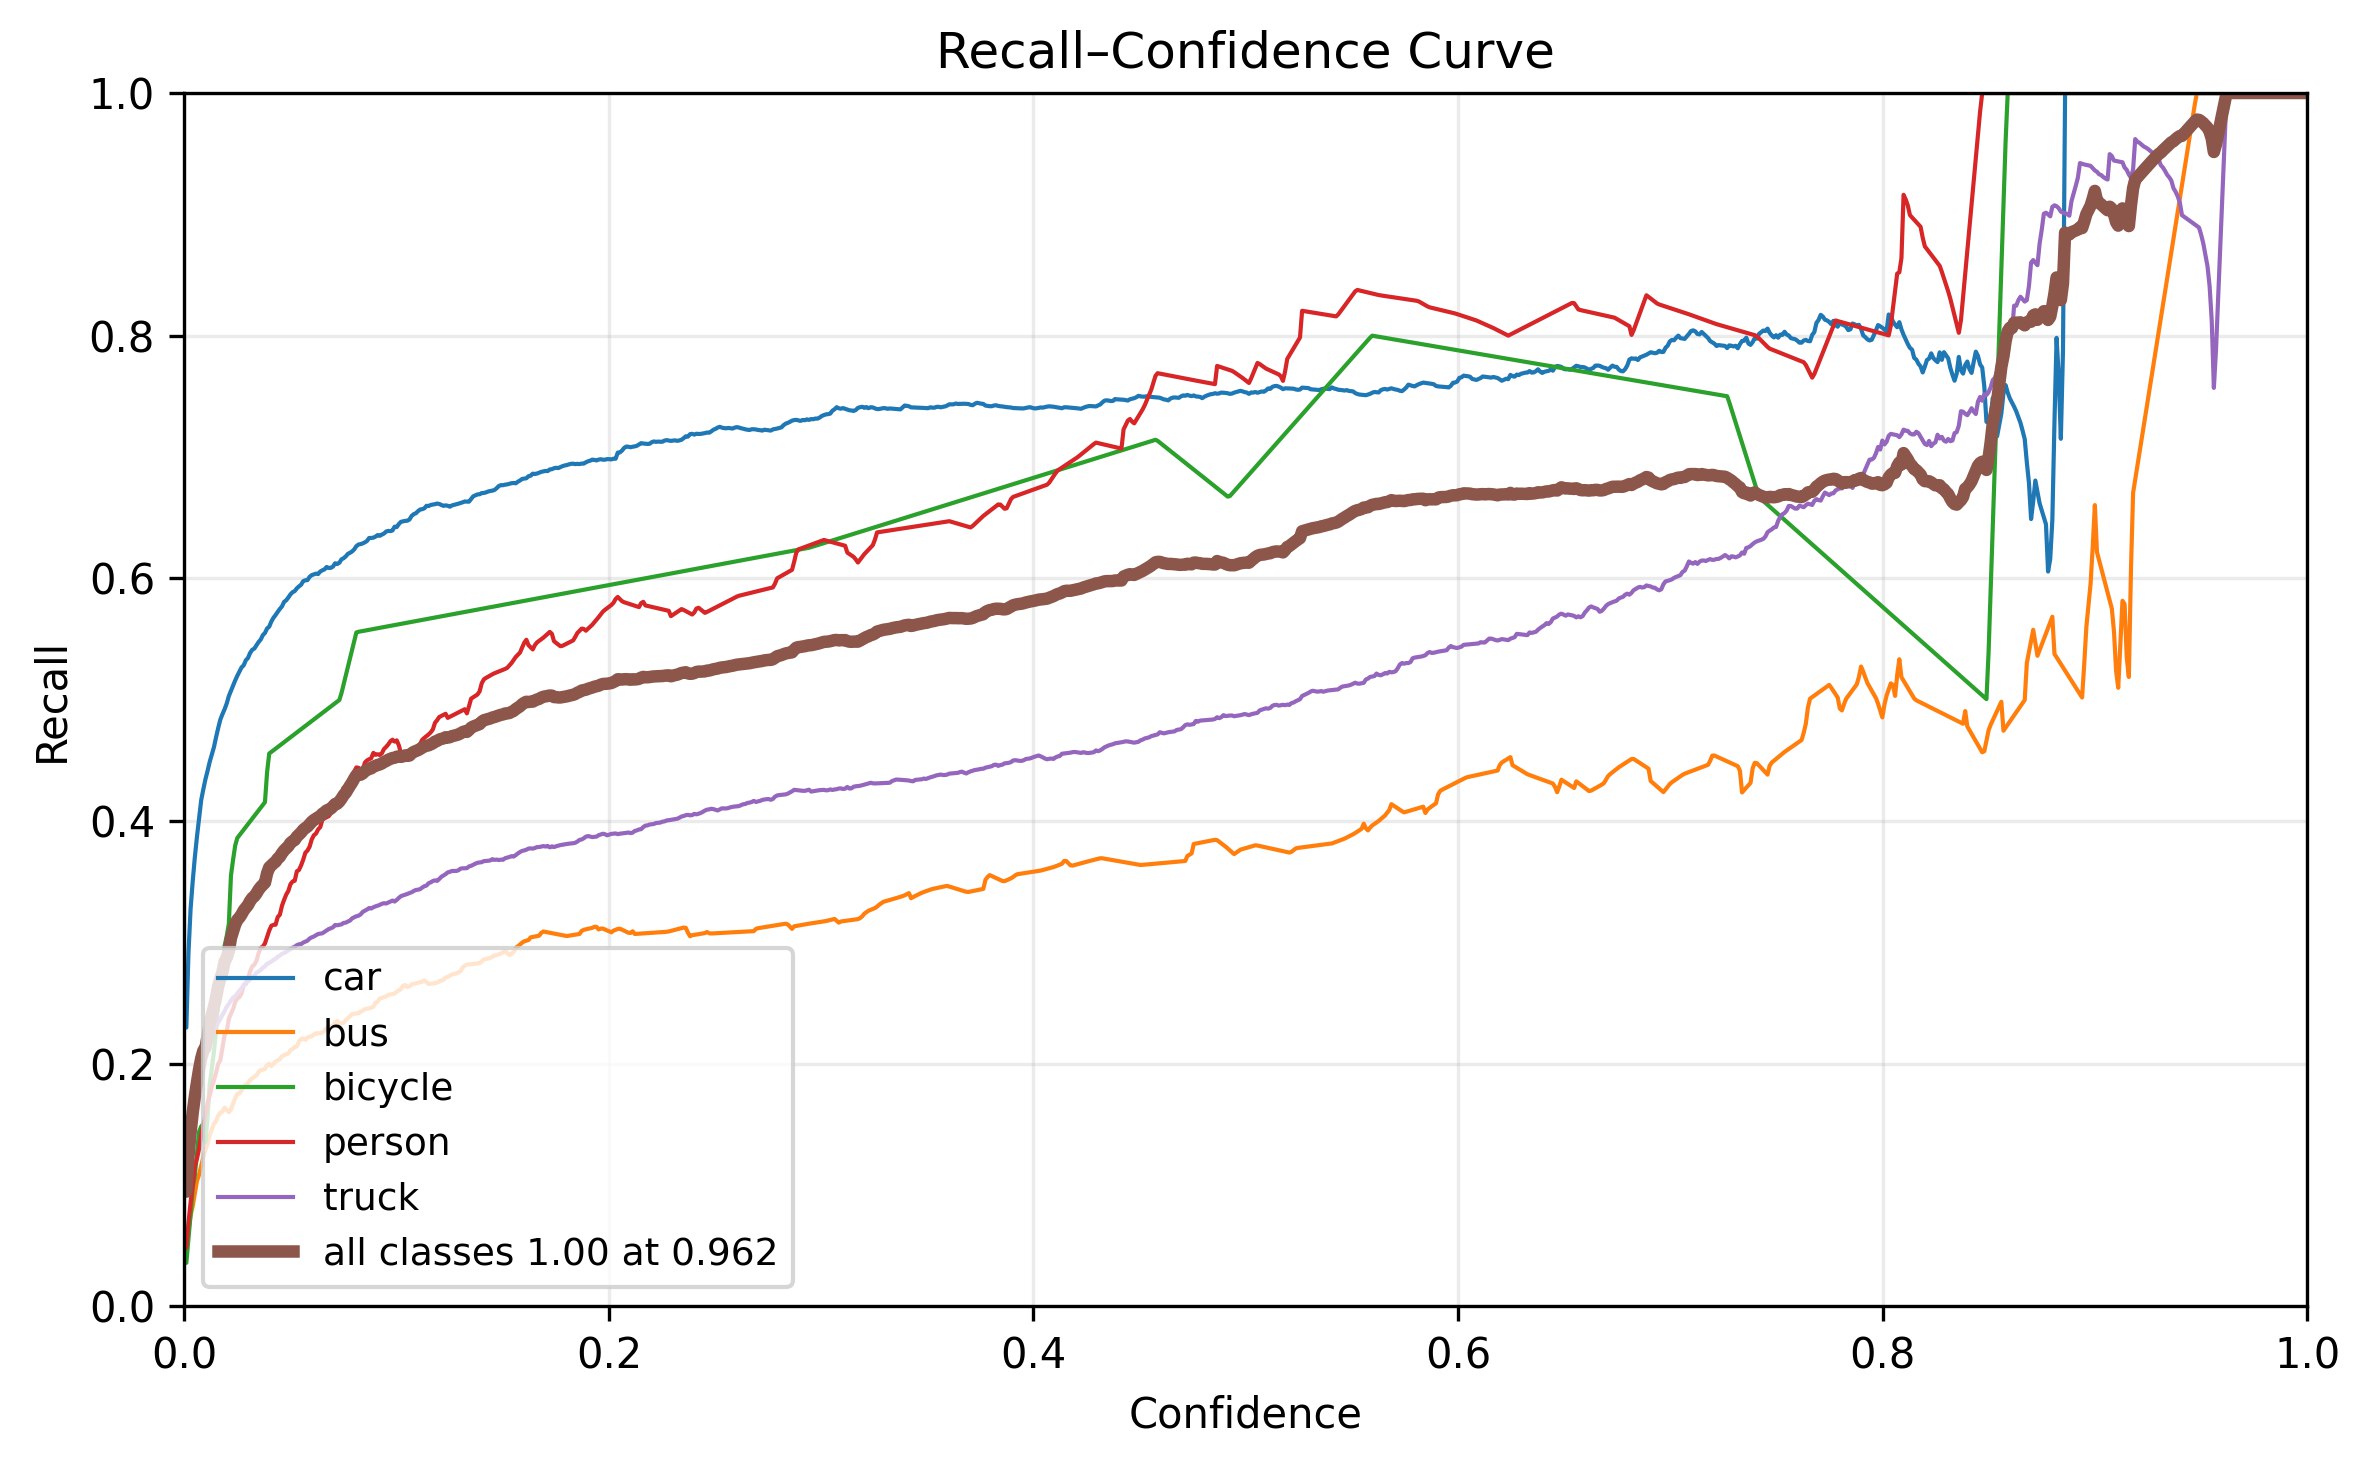 Recall–Confidence Curve
1.0
0.8
0.6
0.4
0.2
0.0
Recall
car
bus
bicycle
person
truck
all classes 1.00 at 0.962
0.0 0.2 0.4 0.6 0.8 1.0
Confidence